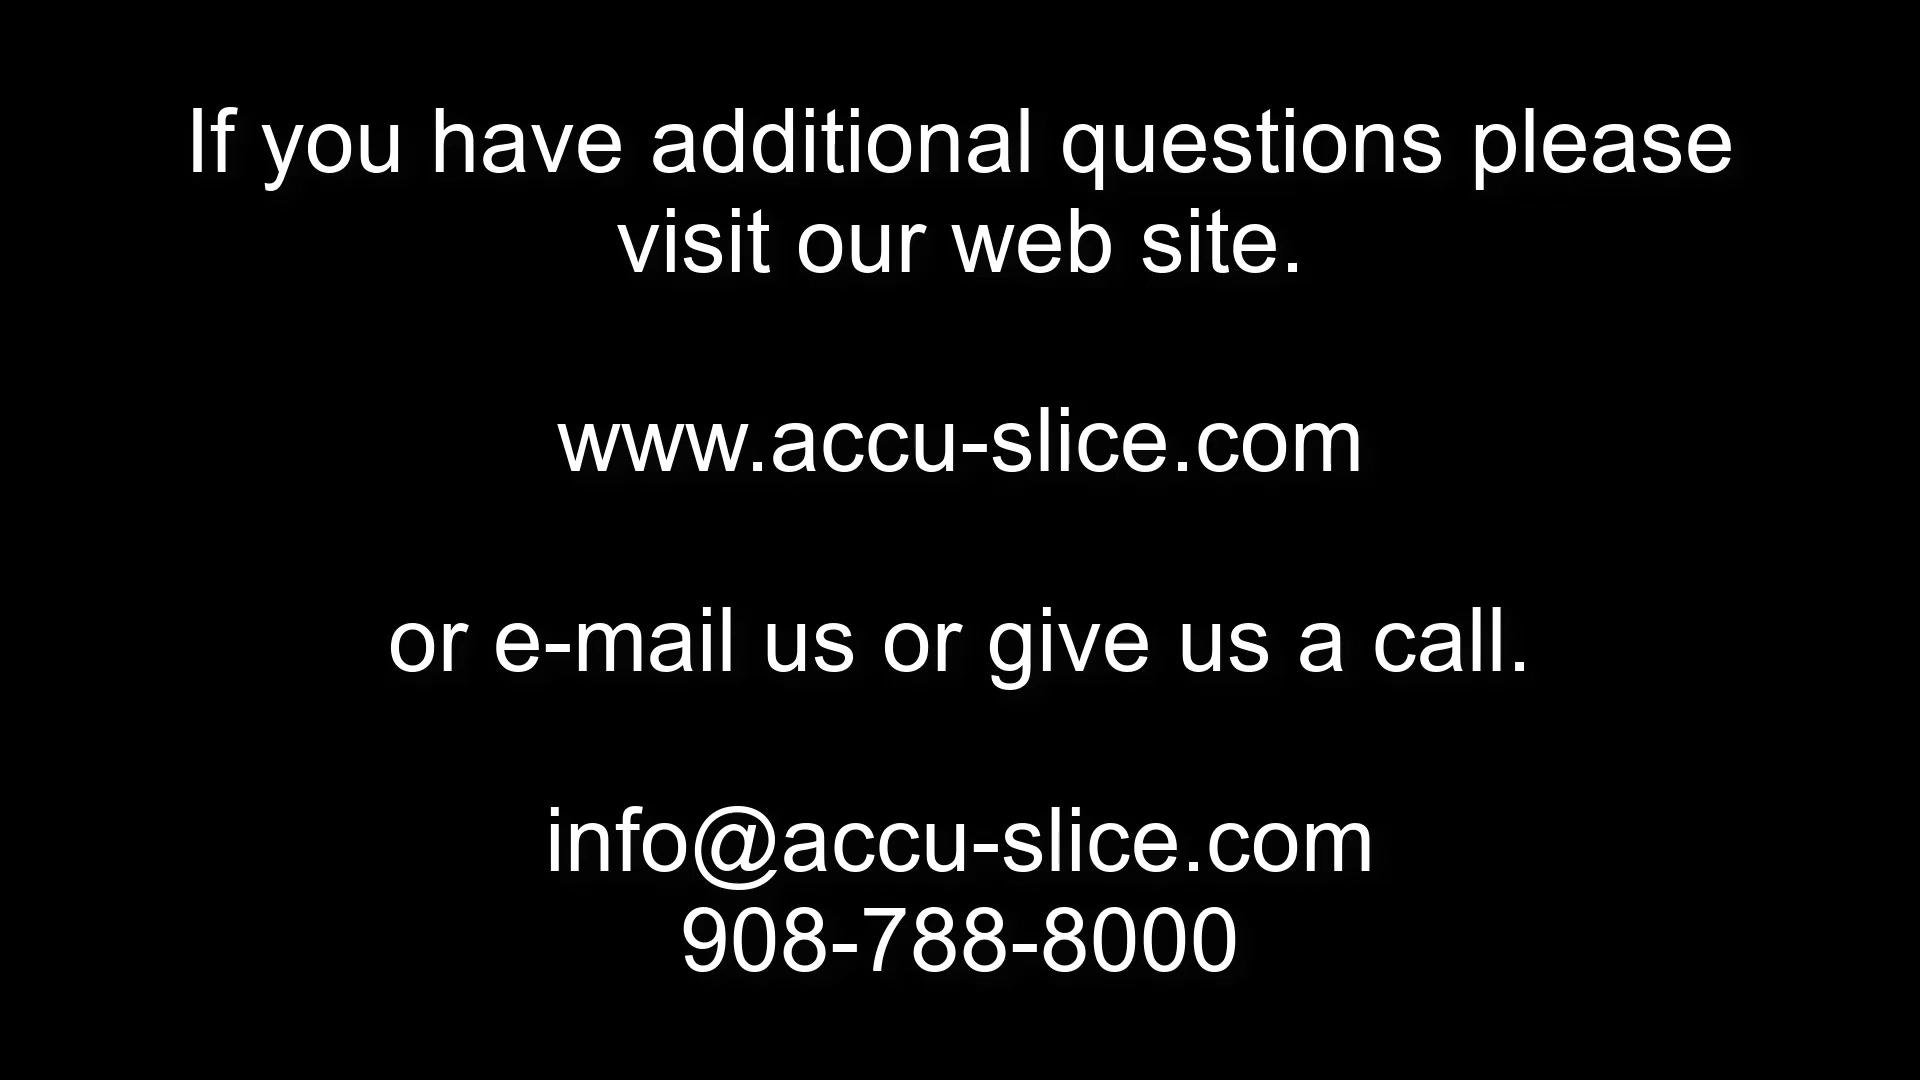 If you have additional questions please
visit our web site.
www.accu-slice.com
or e-mail us or give us a call.
info@accu-slice.com
908-788-8000